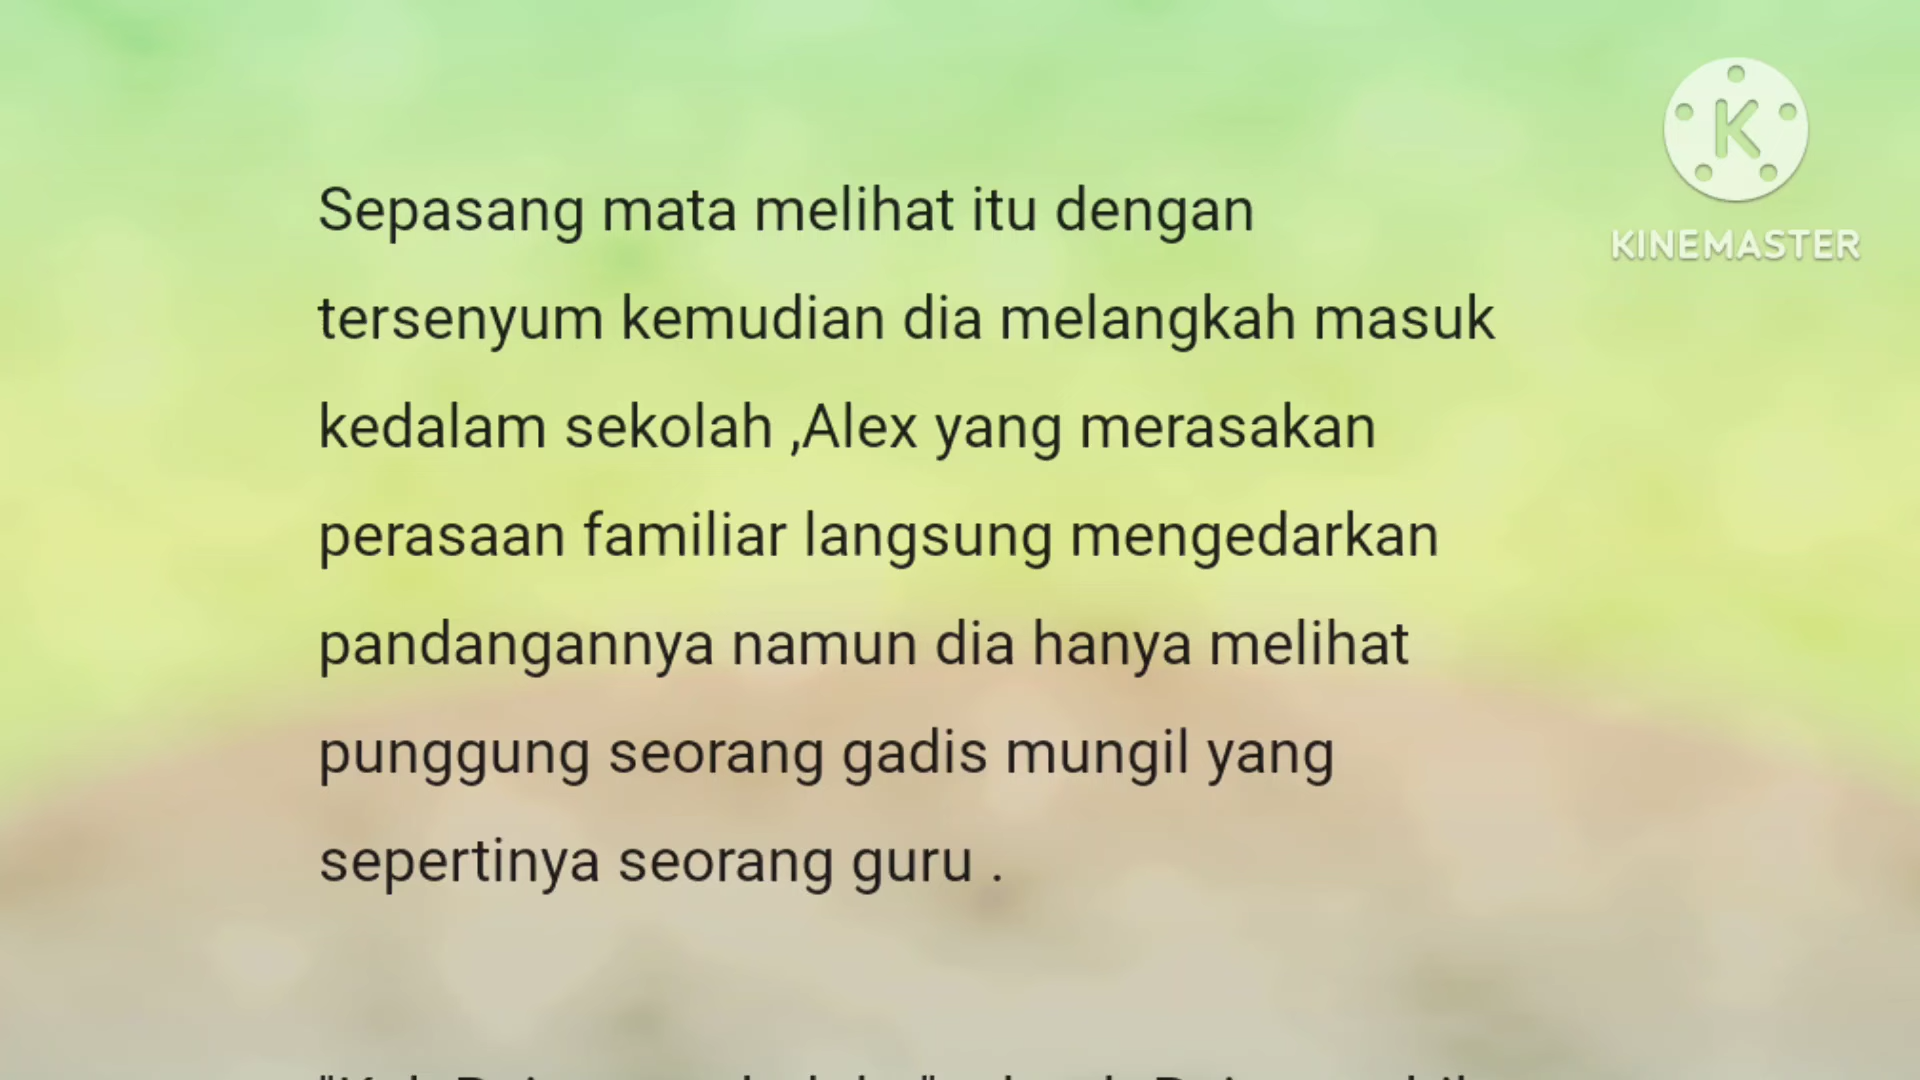 Sepasang mata melihat itu dengan
tersenyum kemudian dia melangkah masuk
kedalam sekolah ,Alex yang merasakan
perasaan familiar langsung mengedarkan
pandangannya namun dia hanya melihat
punggung seorang gadis mungil yang
sepertinya seorang guru .
K
KINEMASTER